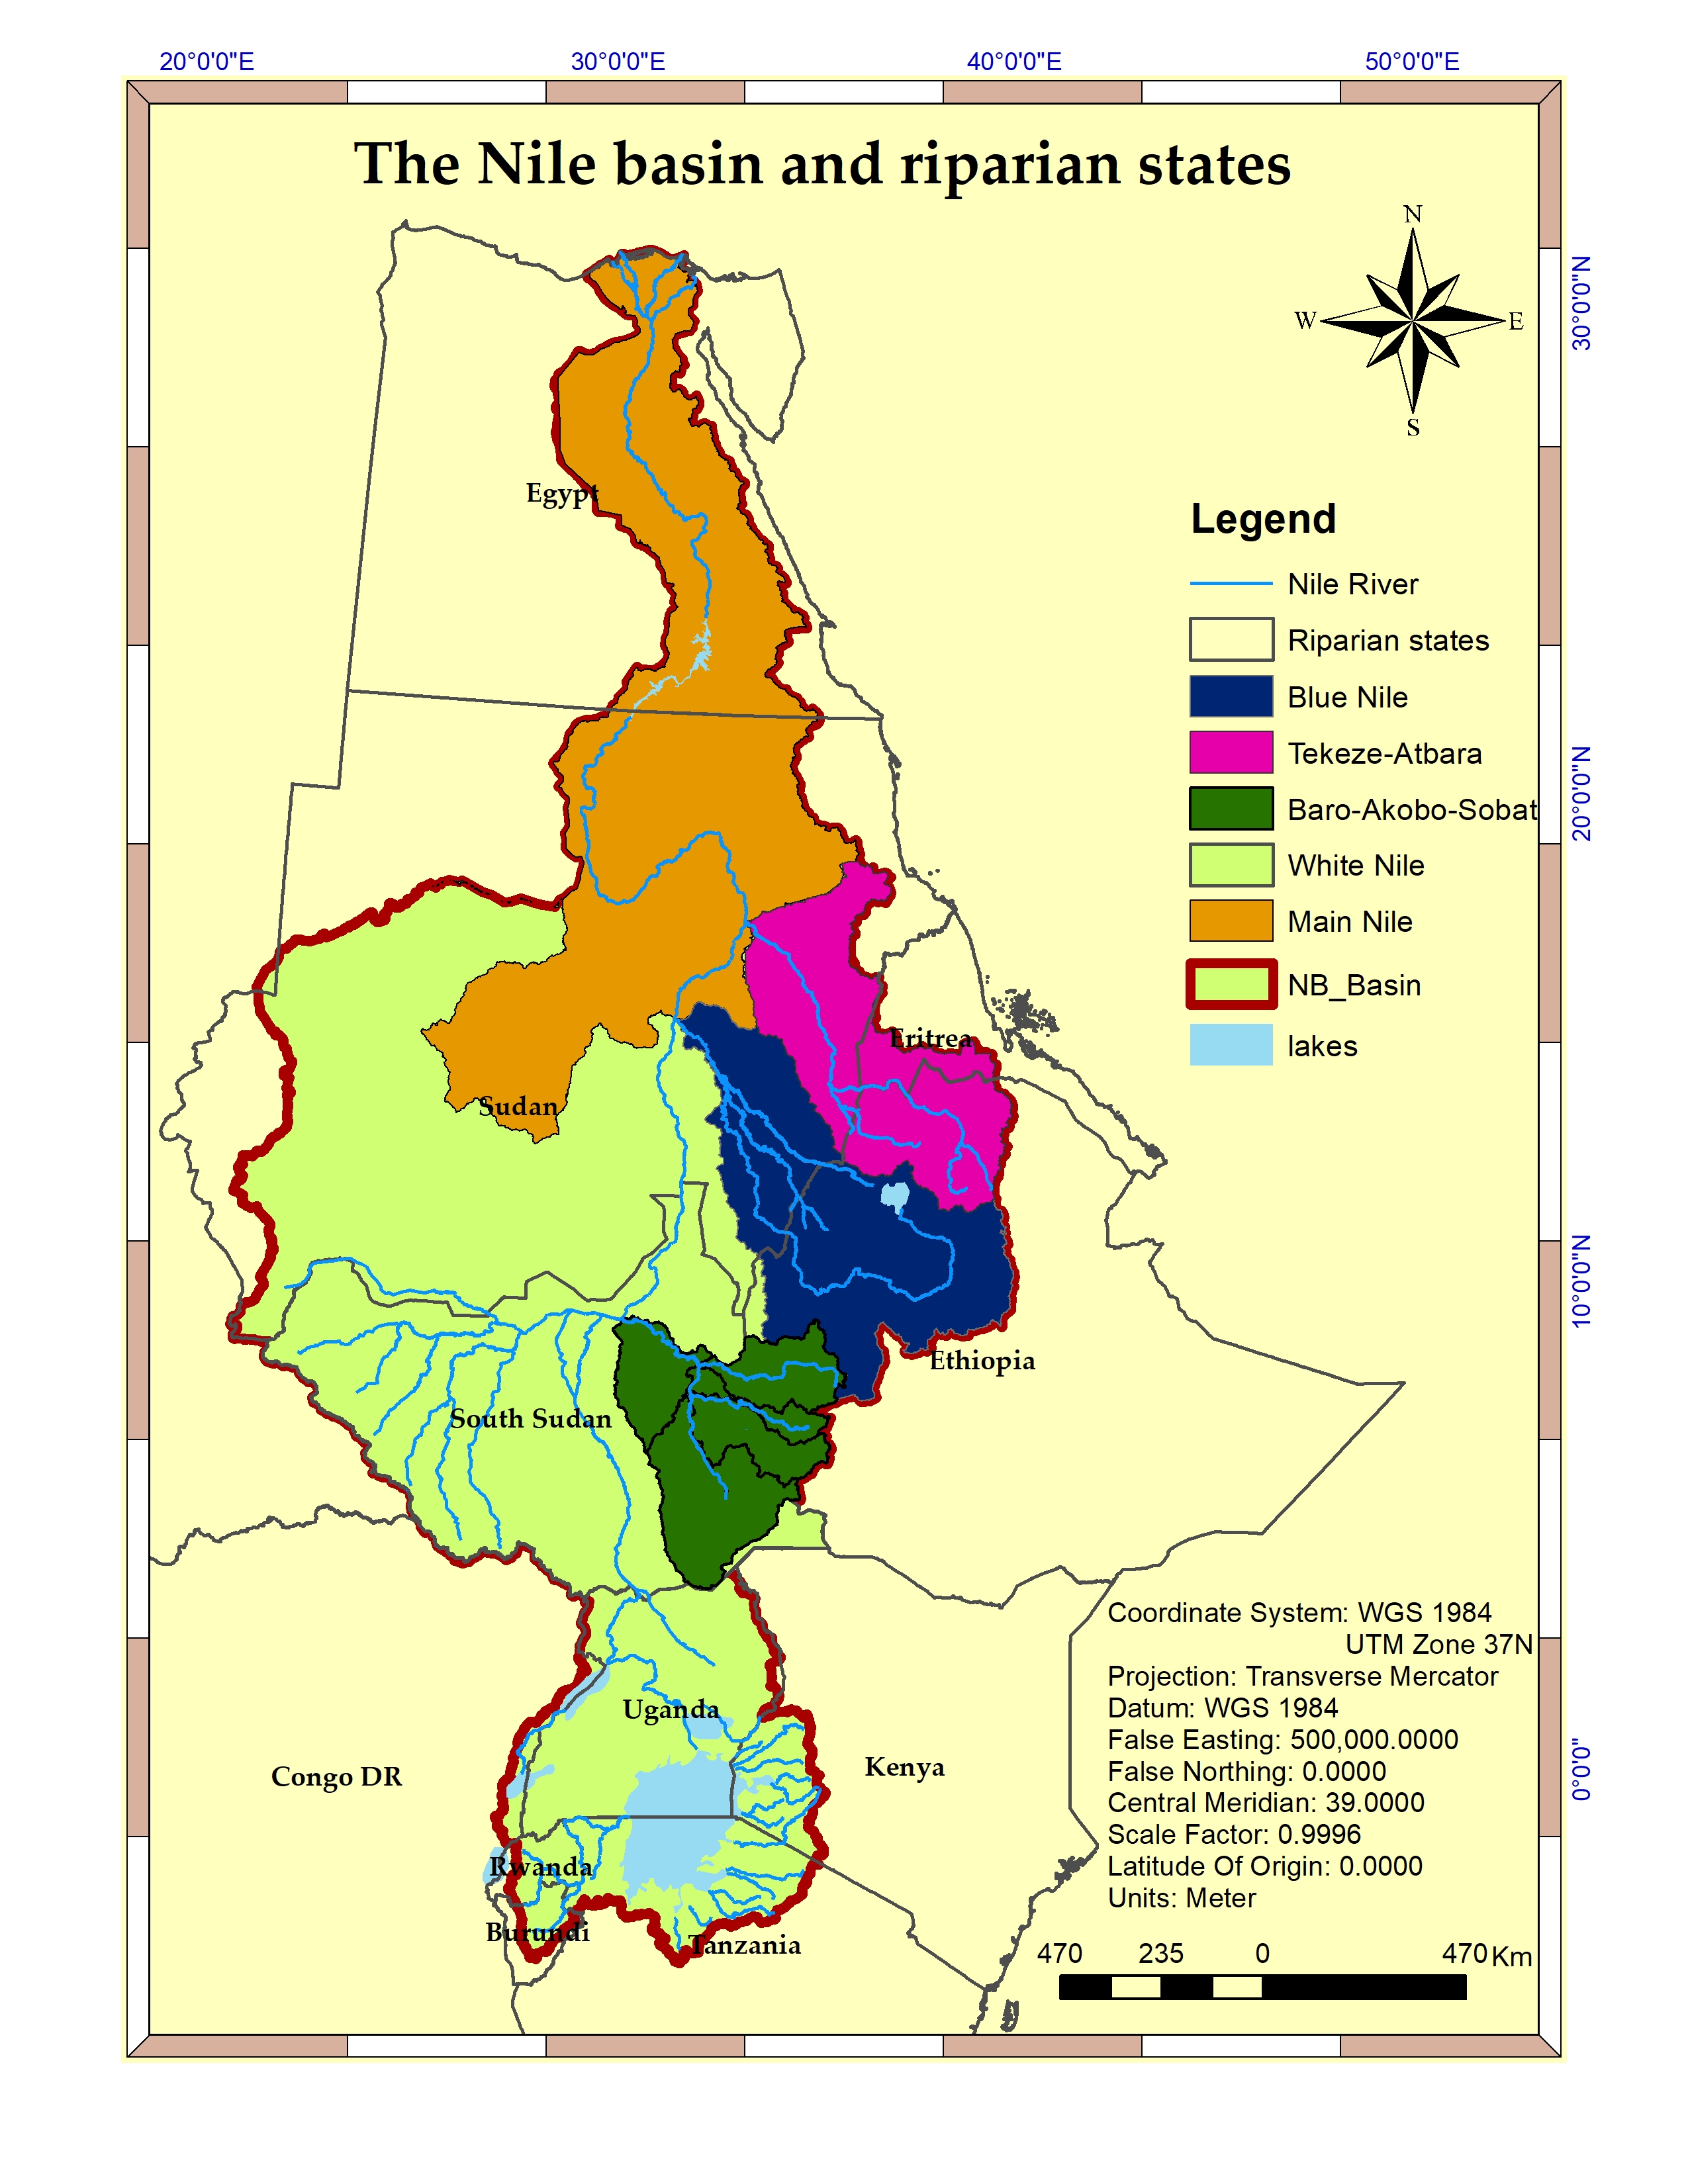 20°0'0"E 30°0'0"E 40°0'0"E 50°0'0"E
The Nile basin and riparian states
N
W E
S
30°0'0"N
20°0'0"N
10°0'0"N
0°0'0"
Legend
Nile River
Riparian states
Blue Nile
Tekeze-Atbara
Baro-Akobo-Sobat
White Nile
Main Nile
NB_Basin
lakes
Egypt
Eritrea
Sudan
Ethiopia
South Sudan
Uganda
Kenya
Congo DR
Rwanda
Burundi
Tanzania
Coordinate System: WGS 1984
UTM Zone 37N
Projection: Transverse Mercator
Datum: WGS 1984
False Easting: 500,000.0000
False Northing: 0.0000
Central Meridian: 39.0000
Scale Factor: 0.9996
Latitude Of Origin: 0.0000
Units: Meter
470 235 0 470 Km